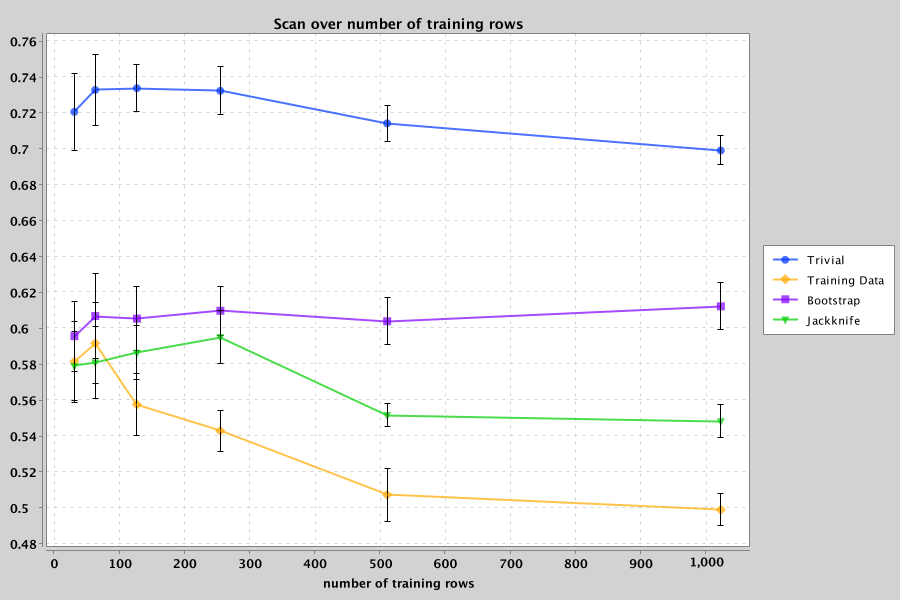 Scan over number of training rows
0.76
0.74
0.72
0.7
0.68
0.66
0.64
0.62
0.6
0.58
0.56
0.54
0.52
0.5
0.48
0 100 200 300 400 500 600 700 800 900 1,000
number of training rows
Trivial
Training Data
Bootstrap
Jackknife